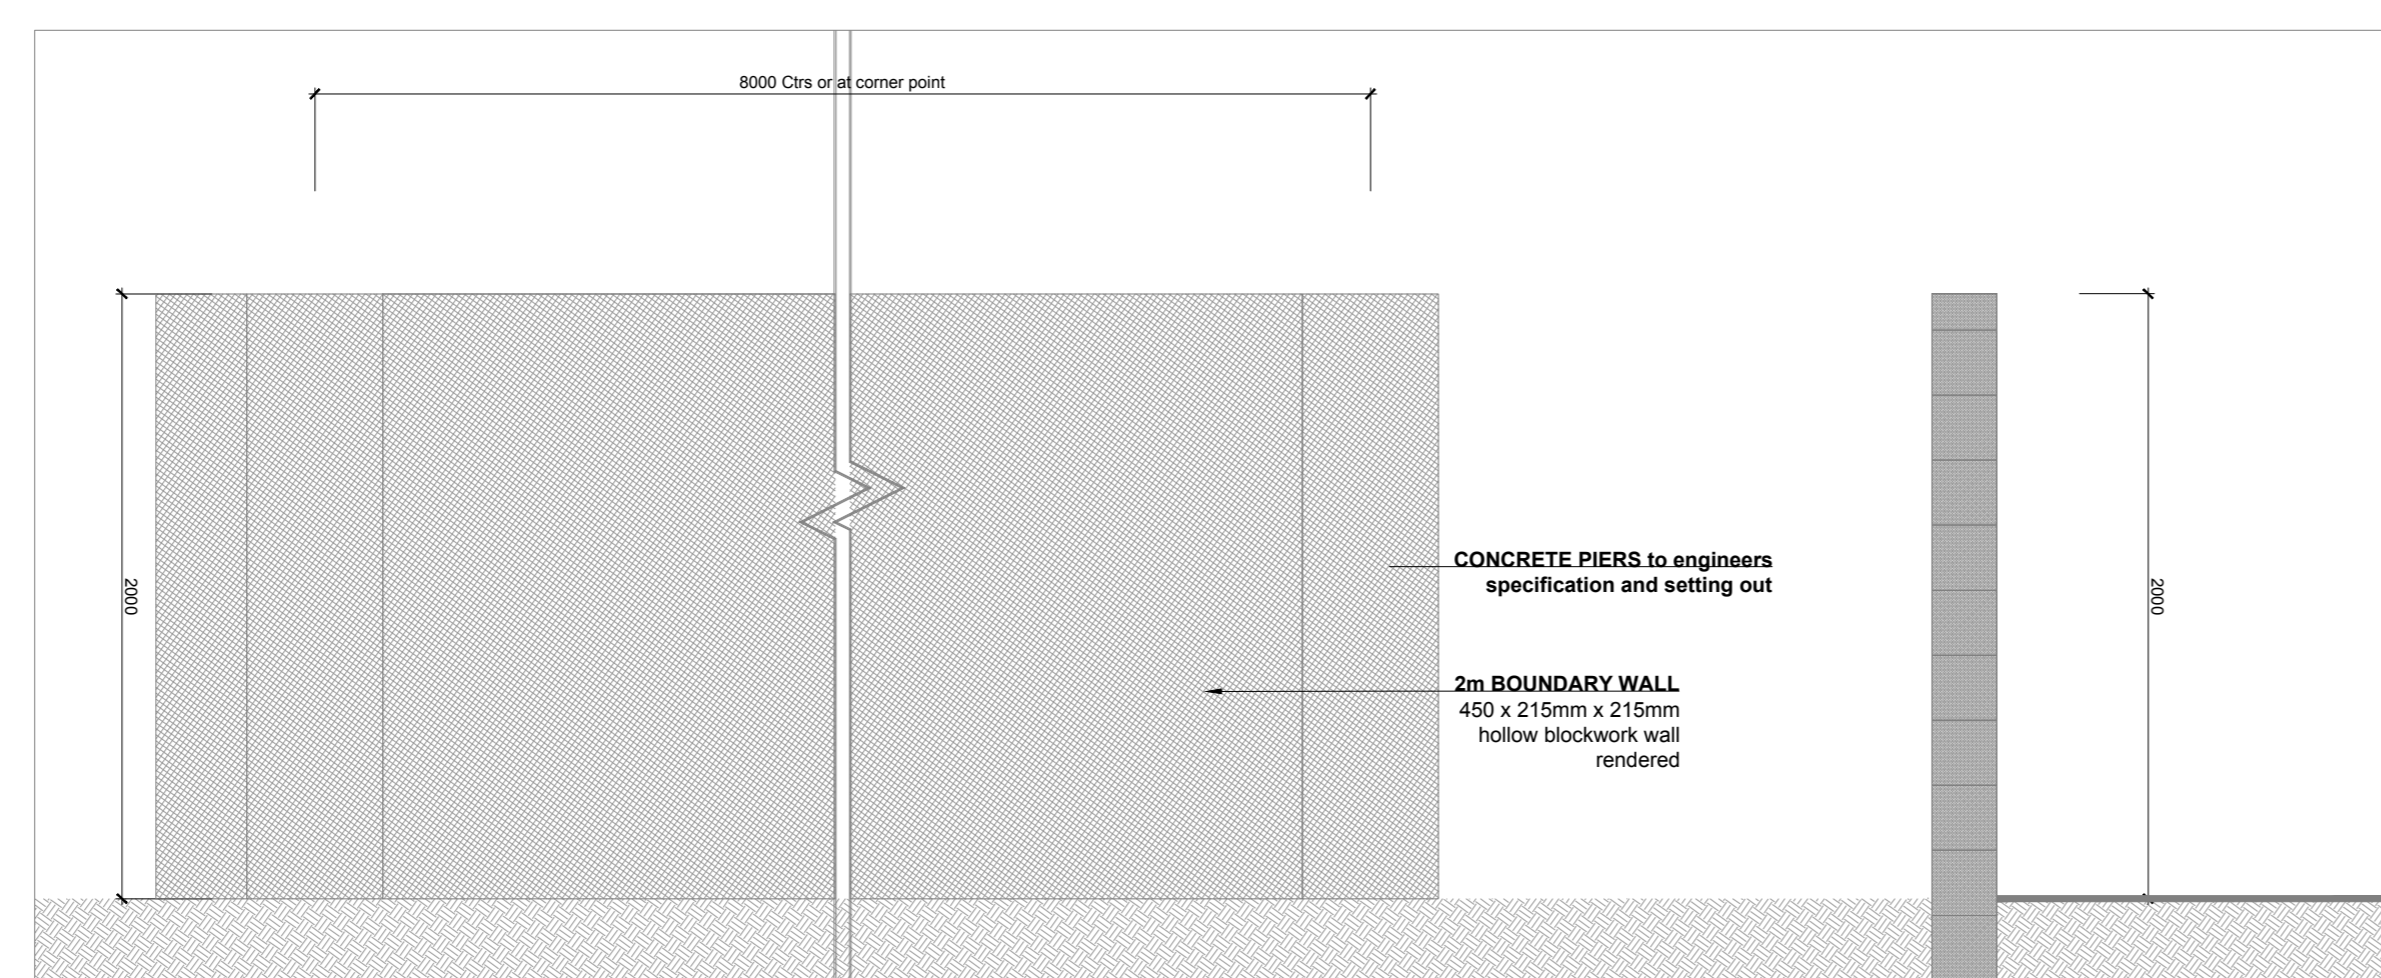 8000 Ctrs or at corner point
2000
CONCRETE PIERS to engineers
specification and setting out
2m BOUNDARY WALL
450 x 215mm x 215mm
hollow blockwork wall
rendered
2000